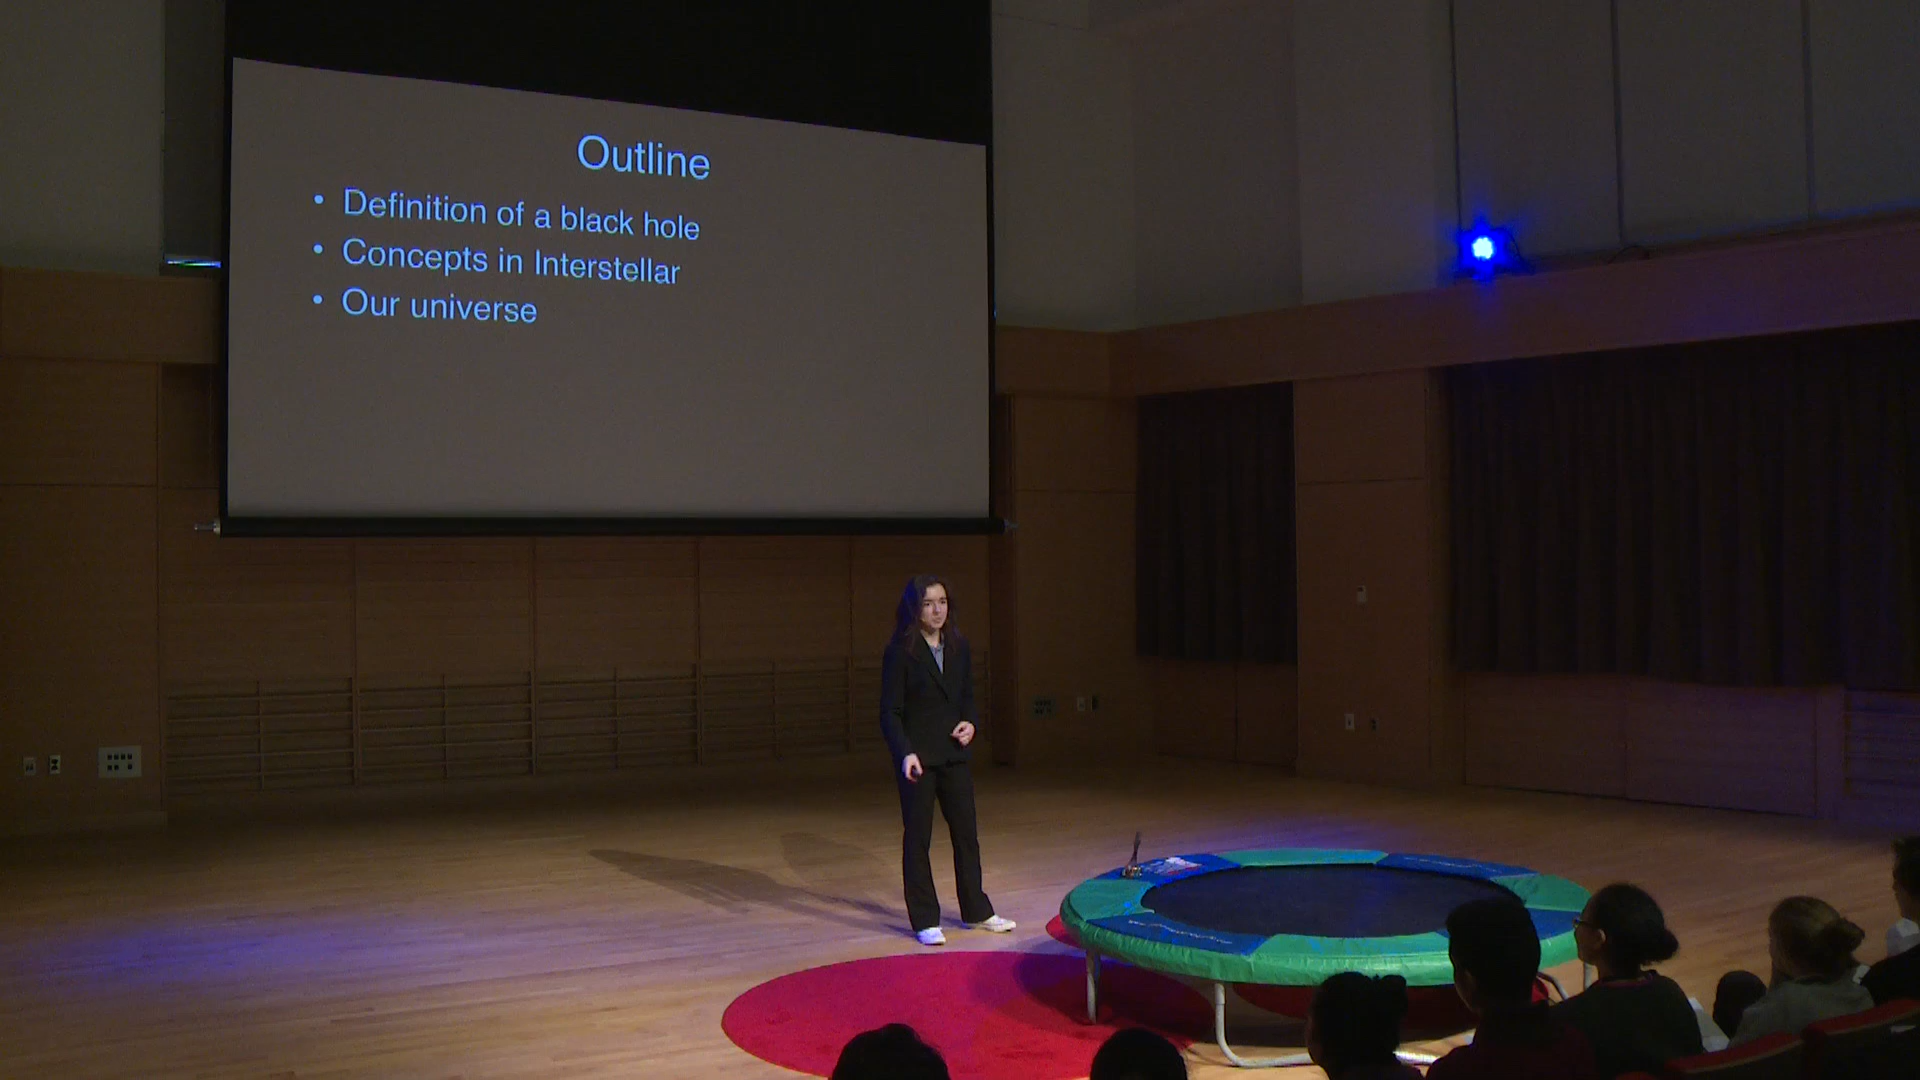 Outline
• Definition of a black hole
• Concepts in Interstellar
• Our universe